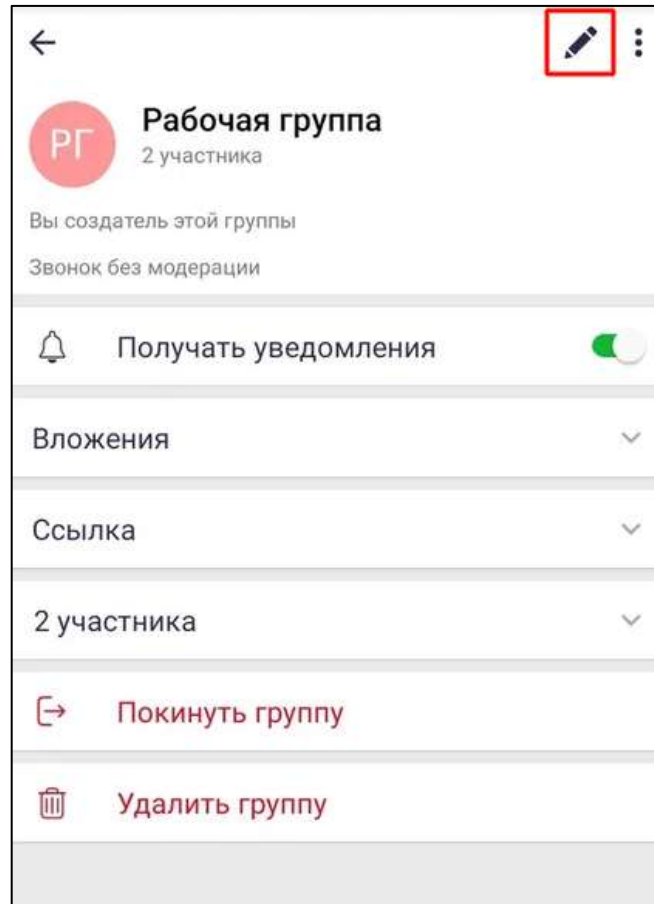 Рабочая группа
РГ
2 участника
Вы создатель этой группы
Звонок без модерации
Получать уведомления
Вложения
Ссылка
2 участника
Покинуть группу
Удалить группу